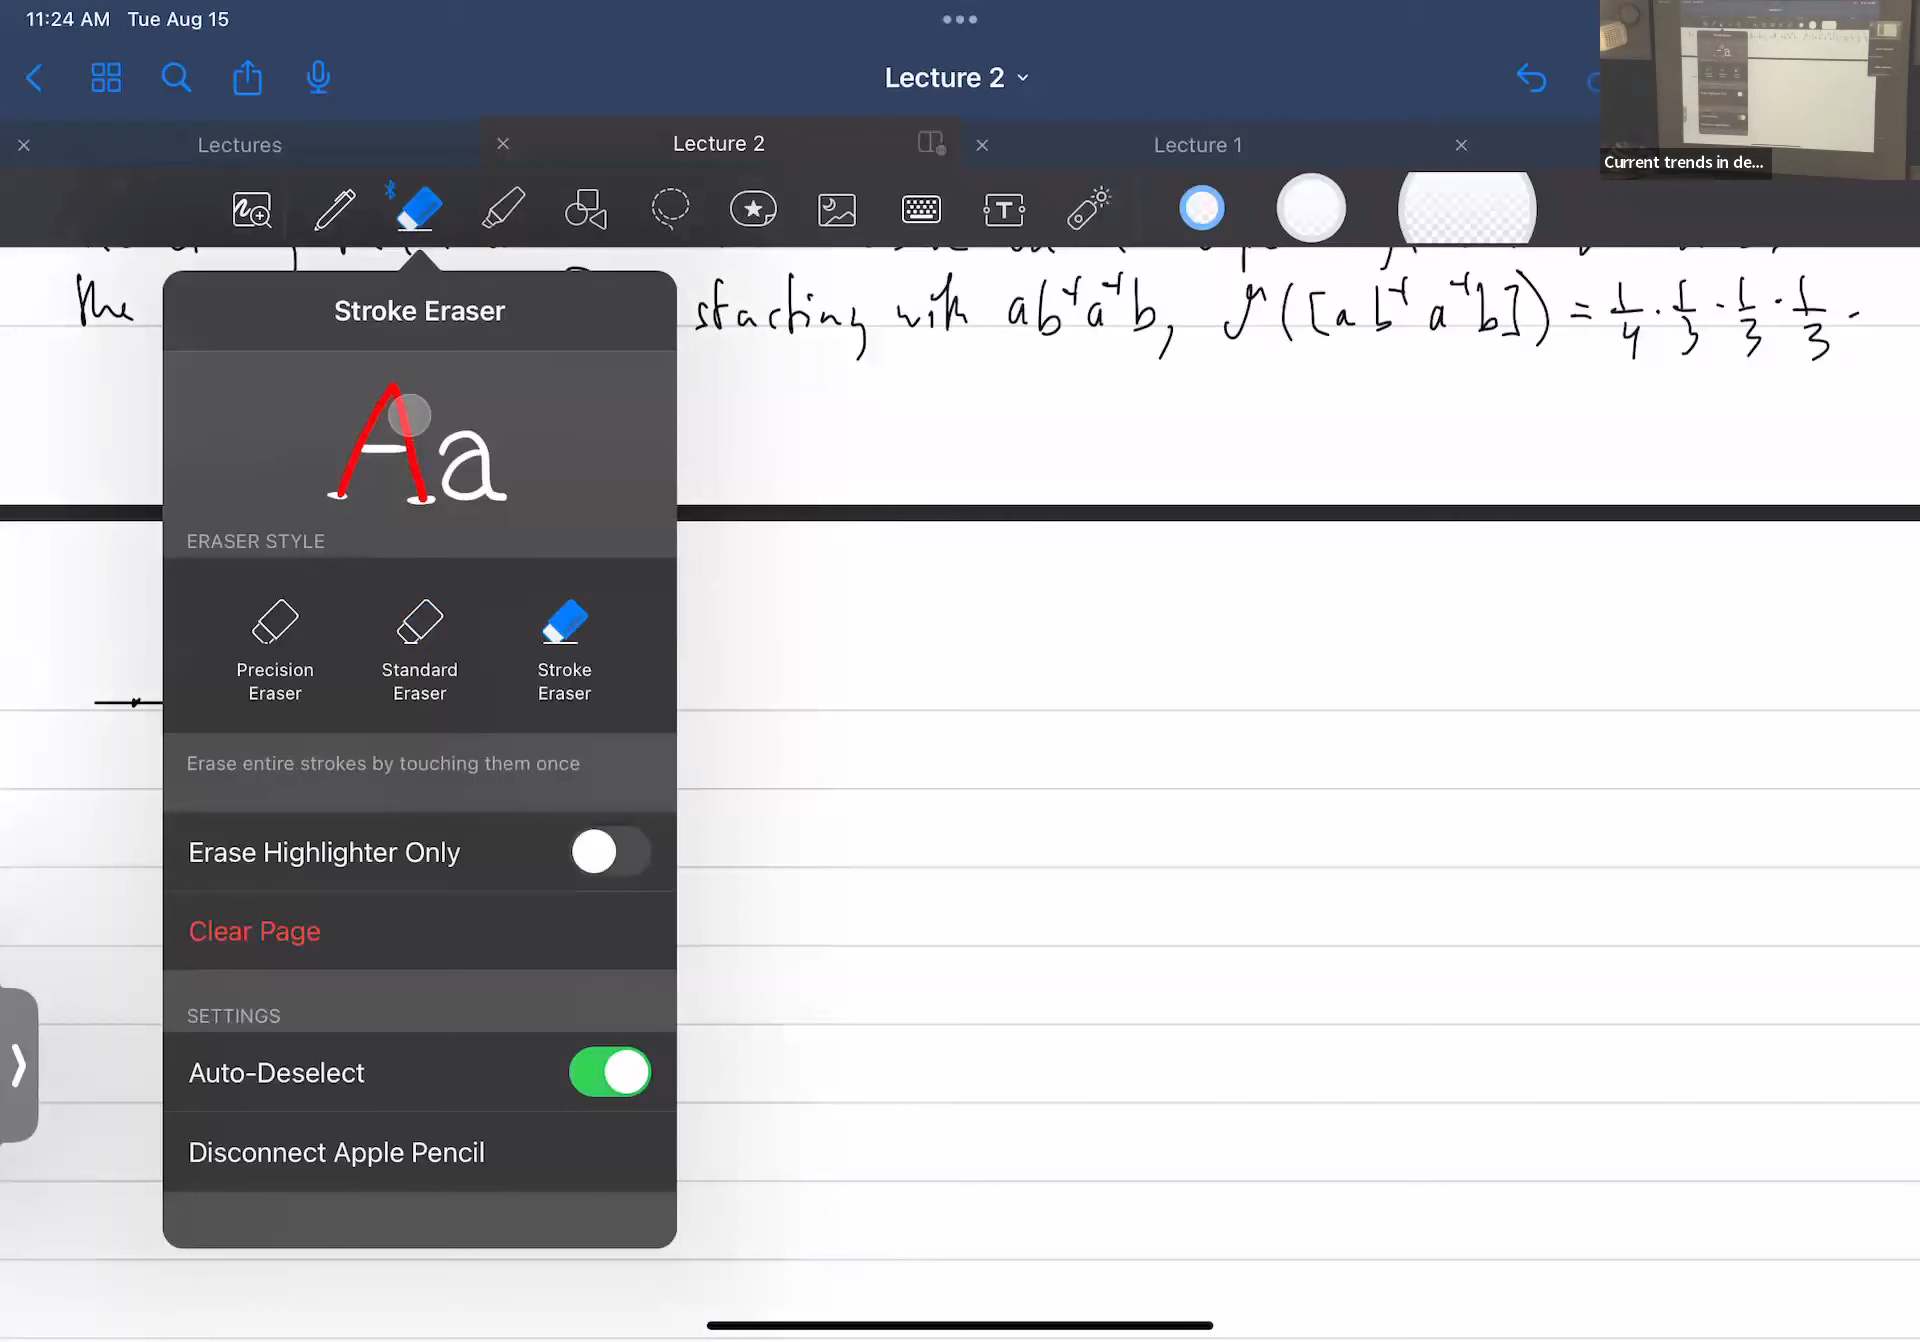 11:24 AM Tue Aug 15
Lecture 2
Current trends in de...
Lectures
Lecture 2
Lecture 1
the
starting with ab⁻¹a⁻¹b, μ([ab⁻¹a⁻¹b]) = 1/4 · 1/3 · 1/3 · 1/3 .
Stroke Eraser
Aa
ERASER STYLE
Precision Eraser
Standard Eraser
Stroke Eraser
Erase entire strokes by touching them once
Erase Highlighter Only
Clear Page
SETTINGS
Auto-Deselect
Disconnect Apple Pencil